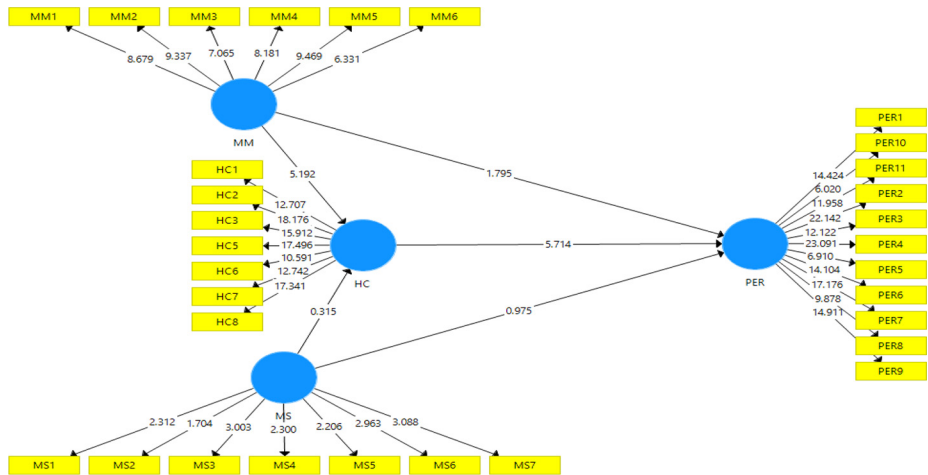 MM1 MM2 MM3 MM4 MM5 MM6
8.679 9.337 7.065 8.181 9.469 6.331
MM
5.192
1.795
HC1
HC2
HC3
HC5
HC6
HC7
HC8
12.707
18.176
15.912
17.496
10.591
12.742
17.341
HC
5.714
0.315
0.975
PER
14.424
6.020
11.958
22.142
12.122
23.091
6.910
14.104
17.176
9.878
14.911
PER1
PER10
PER11
PER2
PER3
PER4
PER5
PER6
PER7
PER8
PER9
MS
2.312 1.704 3.003 2.300 2.206 2.963 3.088
MS1 MS2 MS3 MS4 MS5 MS6 MS7